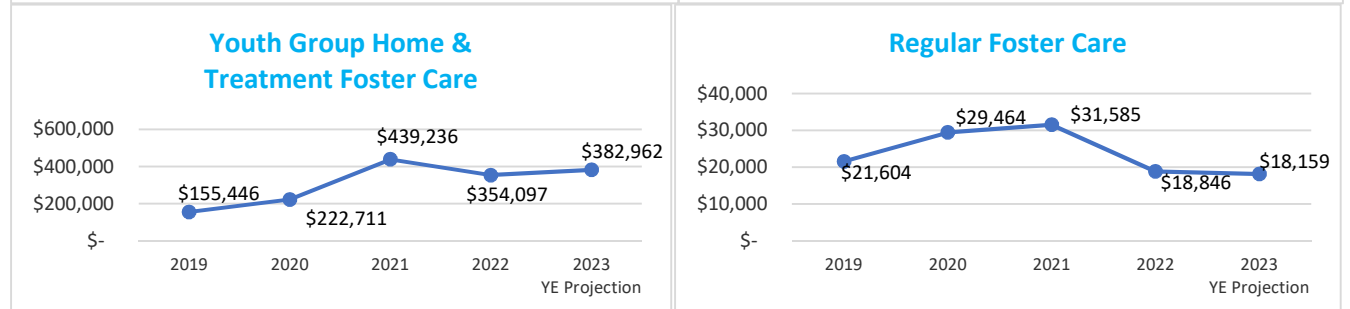 Youth Group Home &
Treatment Foster Care
$600,000
$400,000
$200,000
$-
$155,446
$222,711
$439,236
$354,097
$382,962
2019 2020 2021 2022 2023
YE Projection
Regular Foster Care
$40,000
$30,000
$20,000
$10,000
$-
$21,604
$29,464
$31,585
$18,846
$18,159
2019 2020 2021 2022 2023
YE Projection